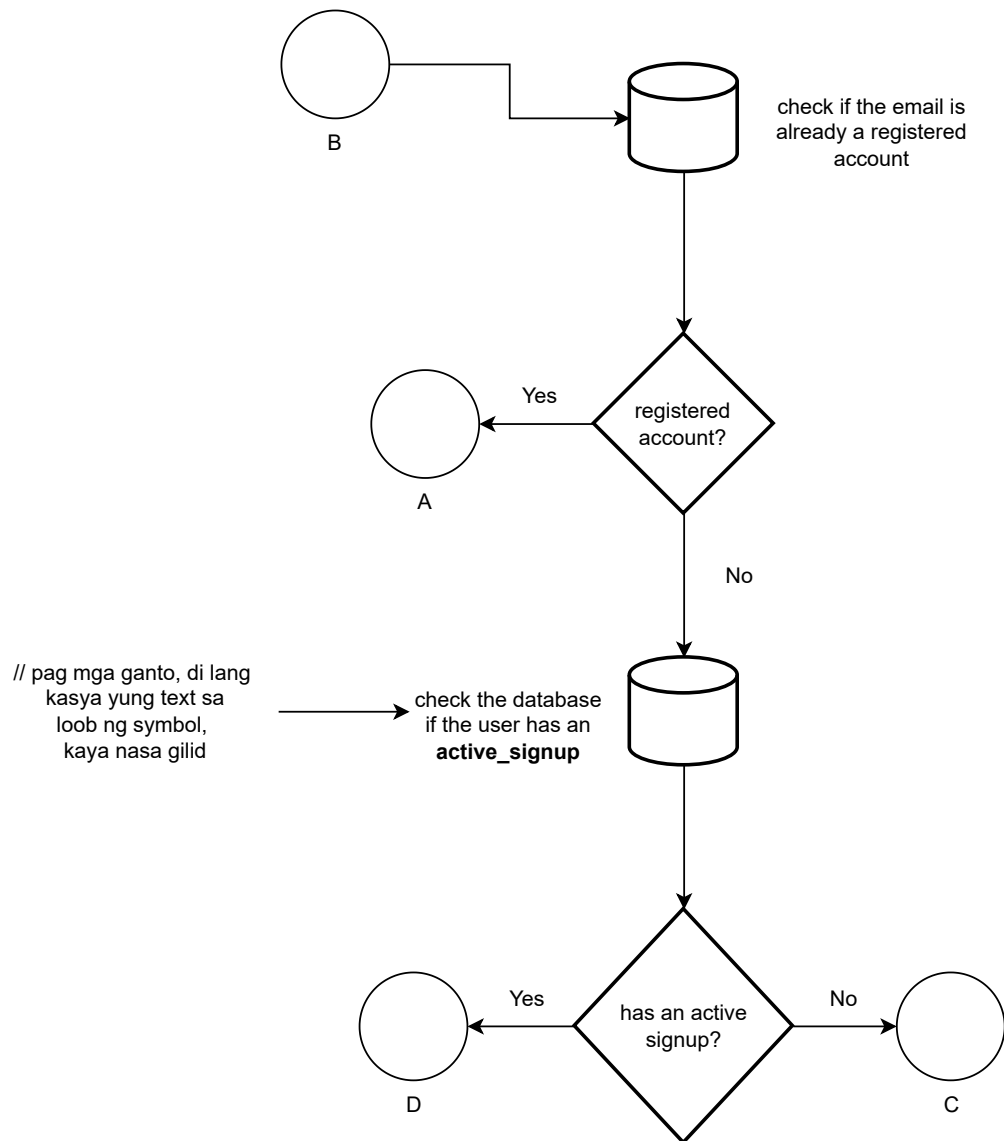 B
check if the email is
already a registered
account
Yes
registered
account?
A
No
// pag mga ganto, di lang
kasya yung text sa
loob ng symbol,
kaya nasa gilid
check the database
if the user has an
active_signup
Yes
has an active
signup?
No
D
C